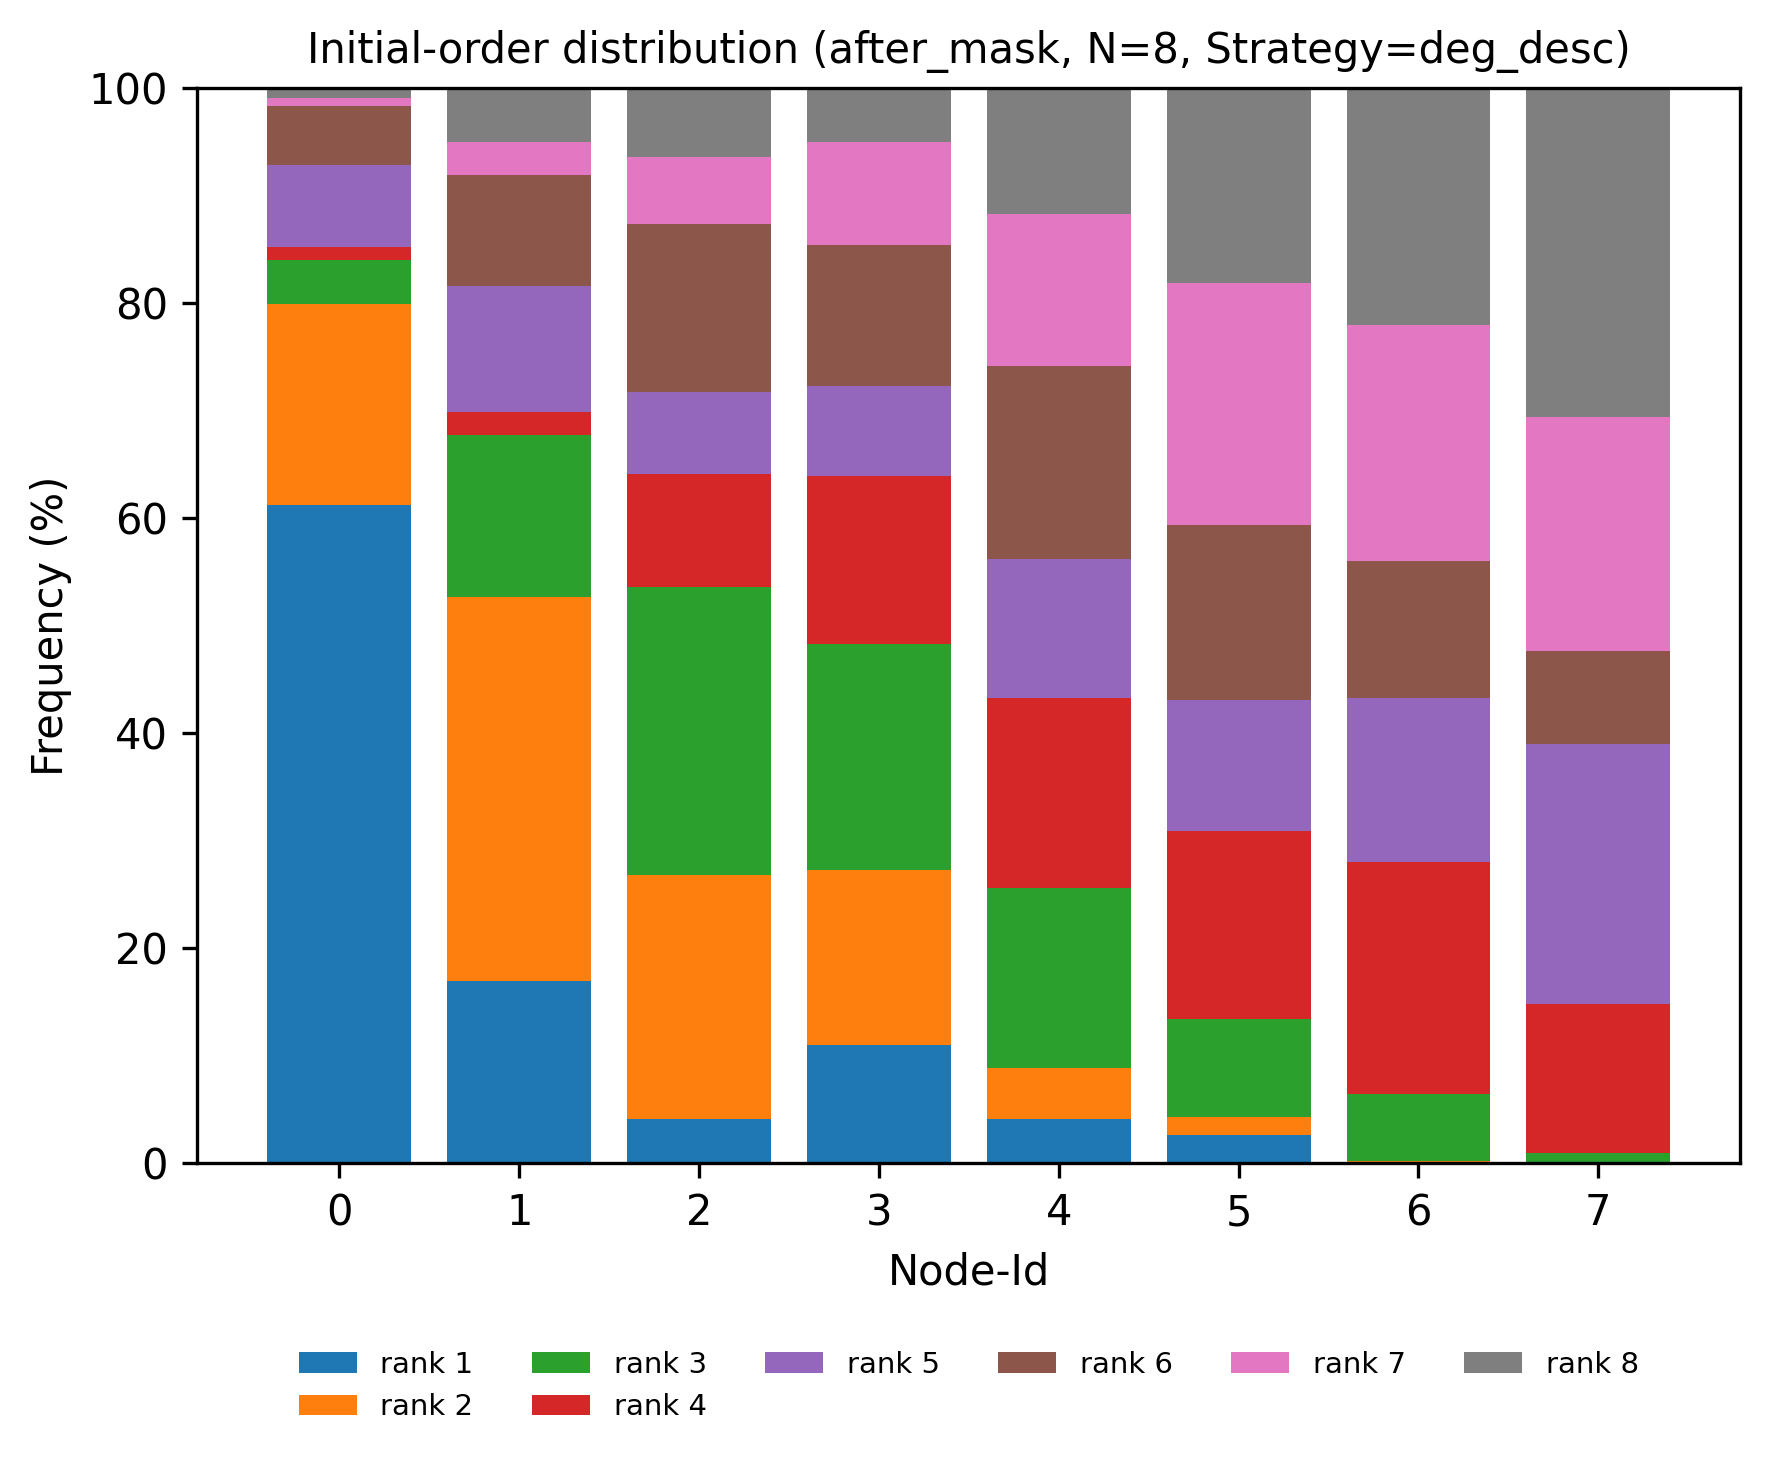 Initial-order distribution (after_mask, N=8, Strategy=deg_desc)
100
80
60
40
20
0
Frequency (%)
0 1 2 3 4 5 6 7
Node-Id
rank 1 rank 3 rank 5 rank 6 rank 7 rank 8
rank 2 rank 4